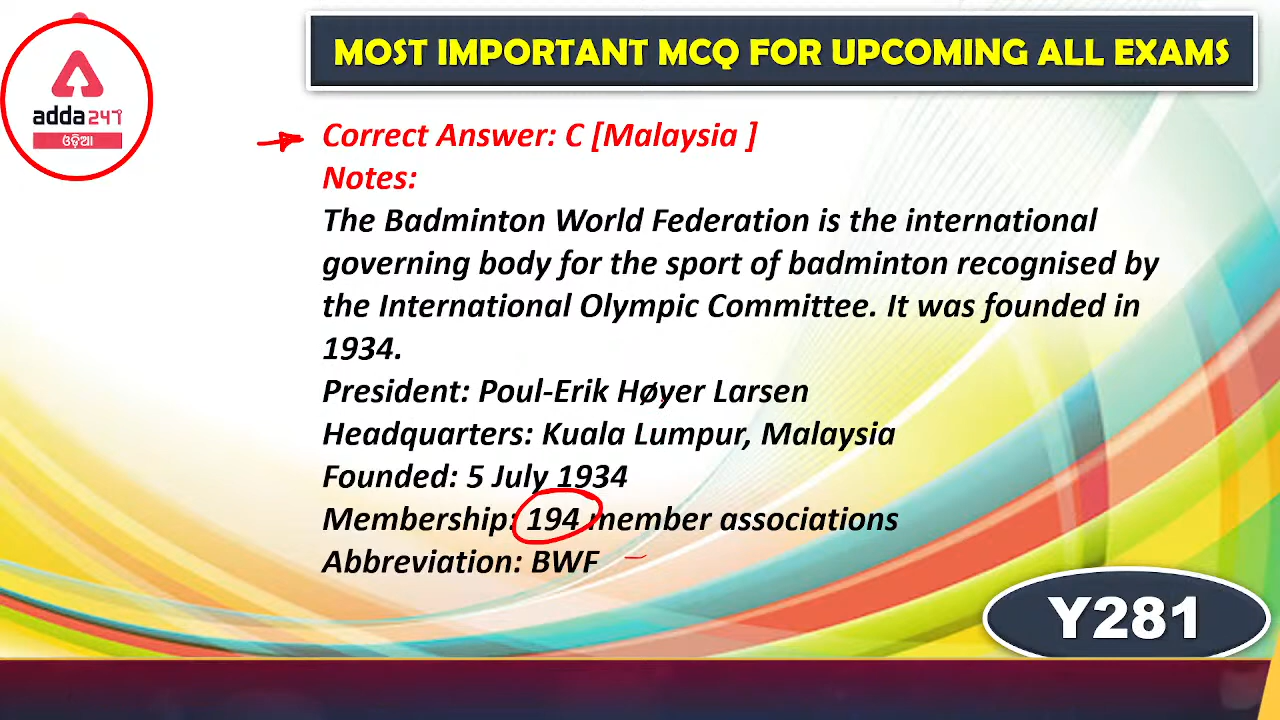 adda247
ଓଡ଼ିଆ
MOST IMPORTANT MCQ FOR UPCOMING ALL EXAMS
Correct Answer: C [Malaysia ]
Notes:
The Badminton World Federation is the international
governing body for the sport of badminton recognised by
the International Olympic Committee. It was founded in
1934.
President: Poul-Erik Høyer Larsen
Headquarters: Kuala Lumpur, Malaysia
Founded: 5 July 1934
Membership: 194 member associations
Abbreviation: BWF
Y281